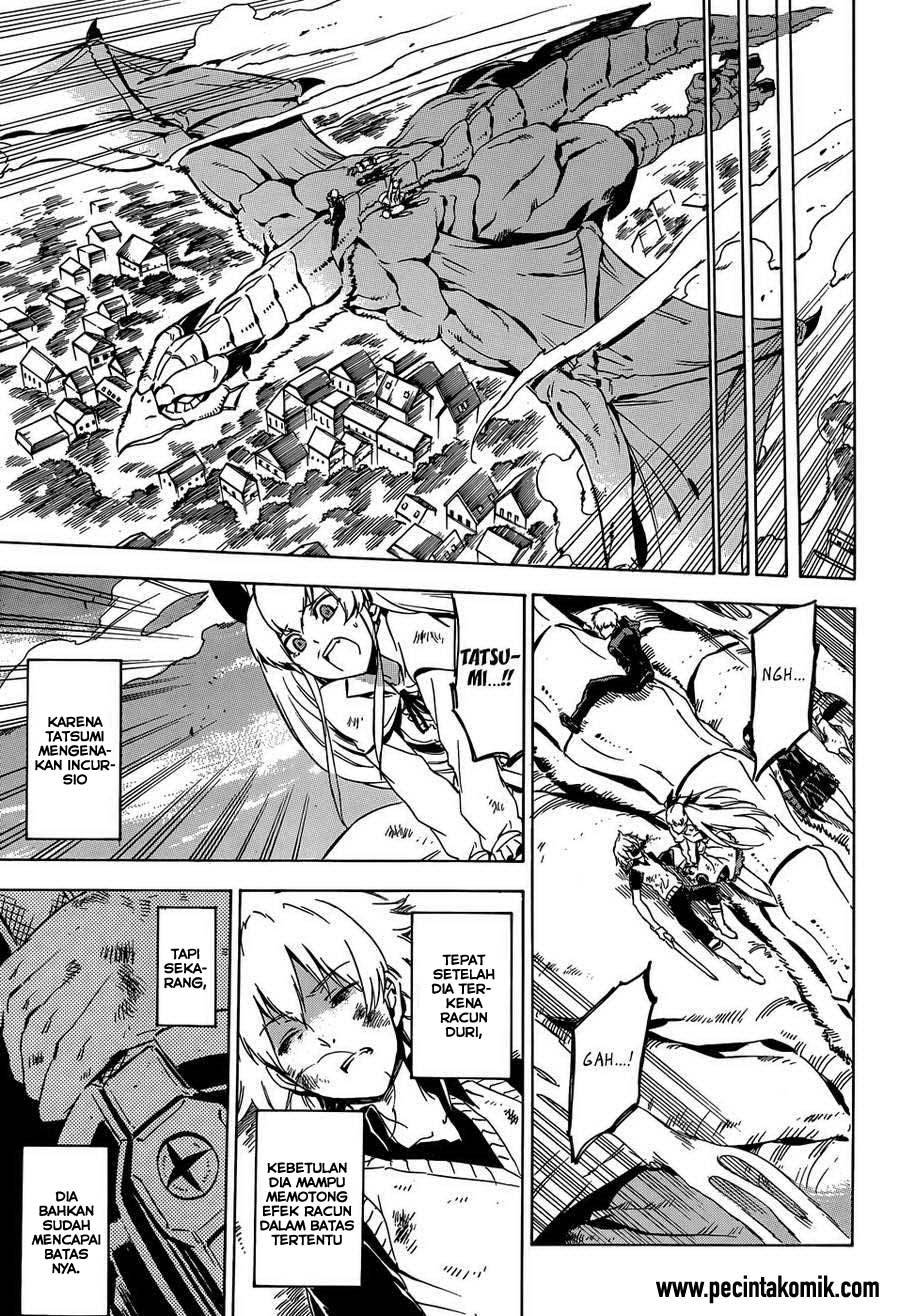 NGH...
GAH....!
TATSU-
MI...!!
KARENA
TATSUMI
MENGENA-
KAN INCUR-
SIO
TEPAT
SETELAH
DIA TER-
KENA
RACUN
DURI,
KEBETULAN
DIA MAMPU
MEMOTONG
EFEK RACUN
DALAM BATAS
TERTENTU
TAPI
SEKA-
RANG,
DIA
BAHKAN
SUDAH
MENCAPAI
BATAS
NYA.
www.pecintakomik.com